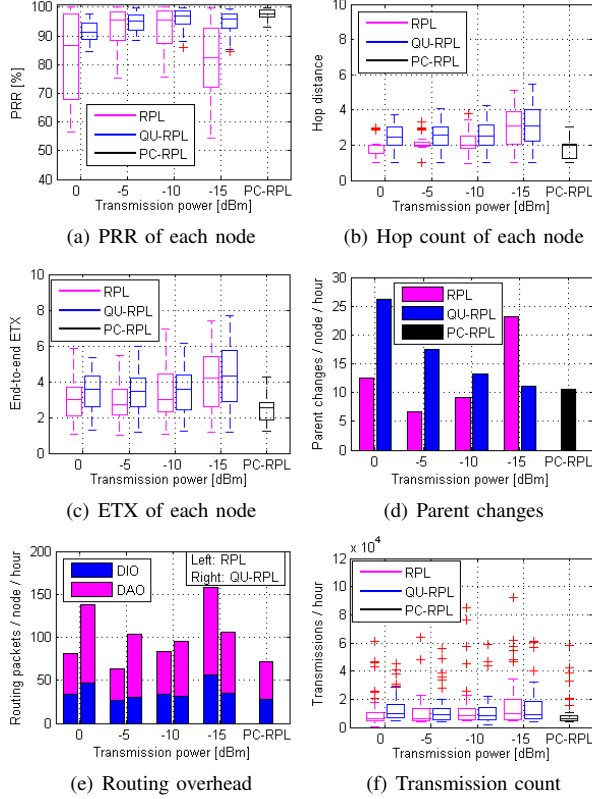 100
90
80
70
60
50
40
PRR [%]
RPL
QU-RPL
PC-RPL
0 -5 -10 -15 PC-RPL
Transmission power [dBm]
(a) PRR of each node
10
8
6
4
2
0
Hop distance
RPL
QU-RPL
PC-RPL
0 -5 -10 -15 PC-RPL
Transmission power [dBm]
(b) Hop count of each node
10
8
6
4
2
0
End-to-end ETX
RPL
QU-RPL
PC-RPL
0 -5 -10 -15 PC-RPL
Transmission power [dBm]
(c) ETX of each node
30
25
20
15
10
5
0
Parent changes / node / hour
RPL
QU-RPL
PC-RPL
0 -5 -10 -15 PC-RPL
Transmission power [dBm]
(d) Parent changes
200
150
100
50
0
Routing packets / node / hour
DIO
DAO
Left: RPL
Right: QU-RPL
0 -5 -10 -15 PC-RPL
Transmission power [dBm]
(e) Routing overhead
x 10^4
12
10
8
6
4
2
0
Transmissions / hour
RPL
QU-RPL
PC-RPL
0 -5 -10 -15 PC-RPL
Transmission power [dBm]
(f) Transmission count